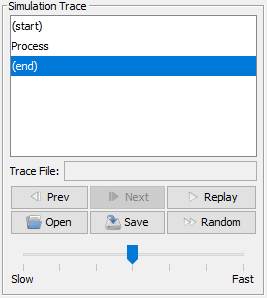 Simulation Trace
(start)
Process
(end)
Trace File:
Prev Next Replay
Open Save Random
Slow Fast